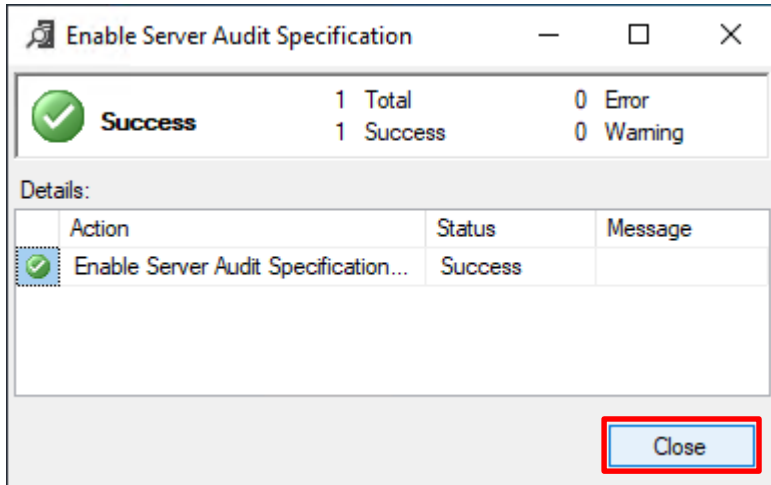 Enable Server Audit Specification
Success
1 Total 0 Error
1 Success 0 Warning
Details:
Action Status Message
Enable Server Audit Specification... Success
Close